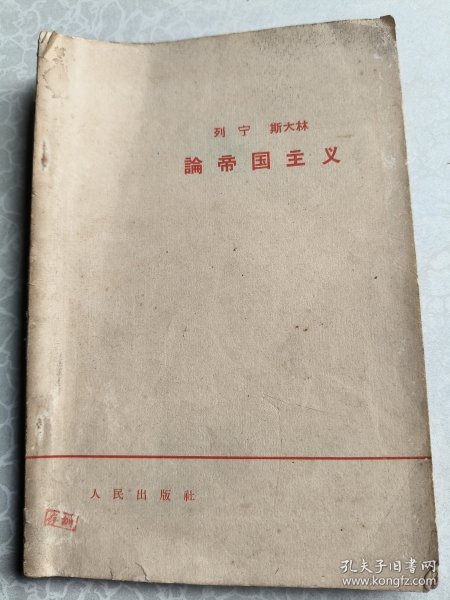 列宁 斯大林
論帝国主义
人民出版社
孔夫子旧书网
www.kongfz.com